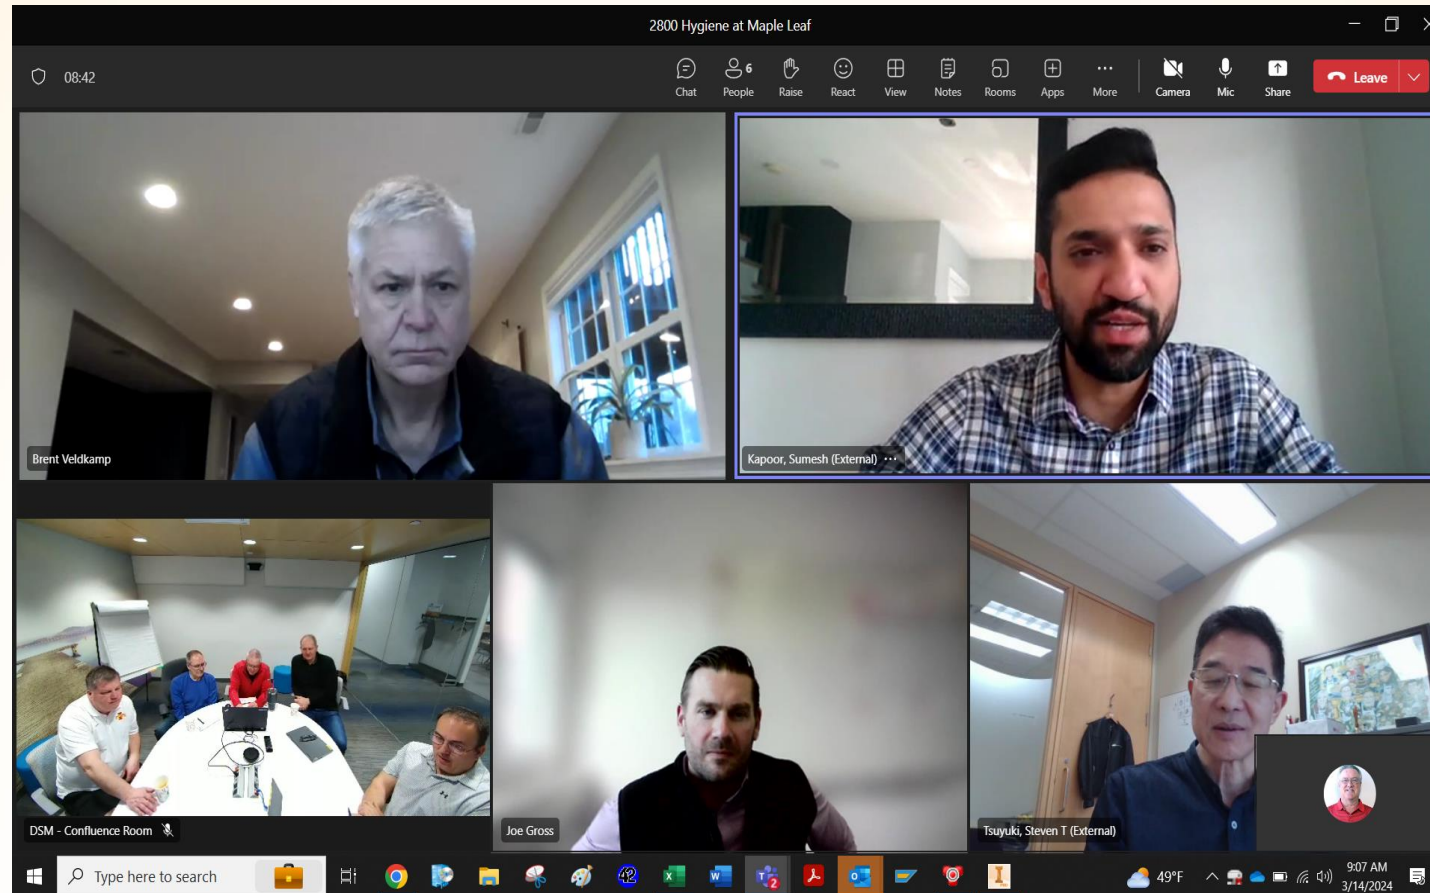 2800 Hygiene at Maple Leaf
08:42
Chat
6
People
Raise
React
View
Notes
Rooms
Apps
More
Camera
Mic
Share
Leave
Brent Veldkamp
Kapoor, Sumesh (External)
DSM - Confluence Room
Joe Gross
Tsuyuki, Steven T (External)
Type here to search
42
X
W
T
2
O
I
49°F
9:07 AM
3/14/2024